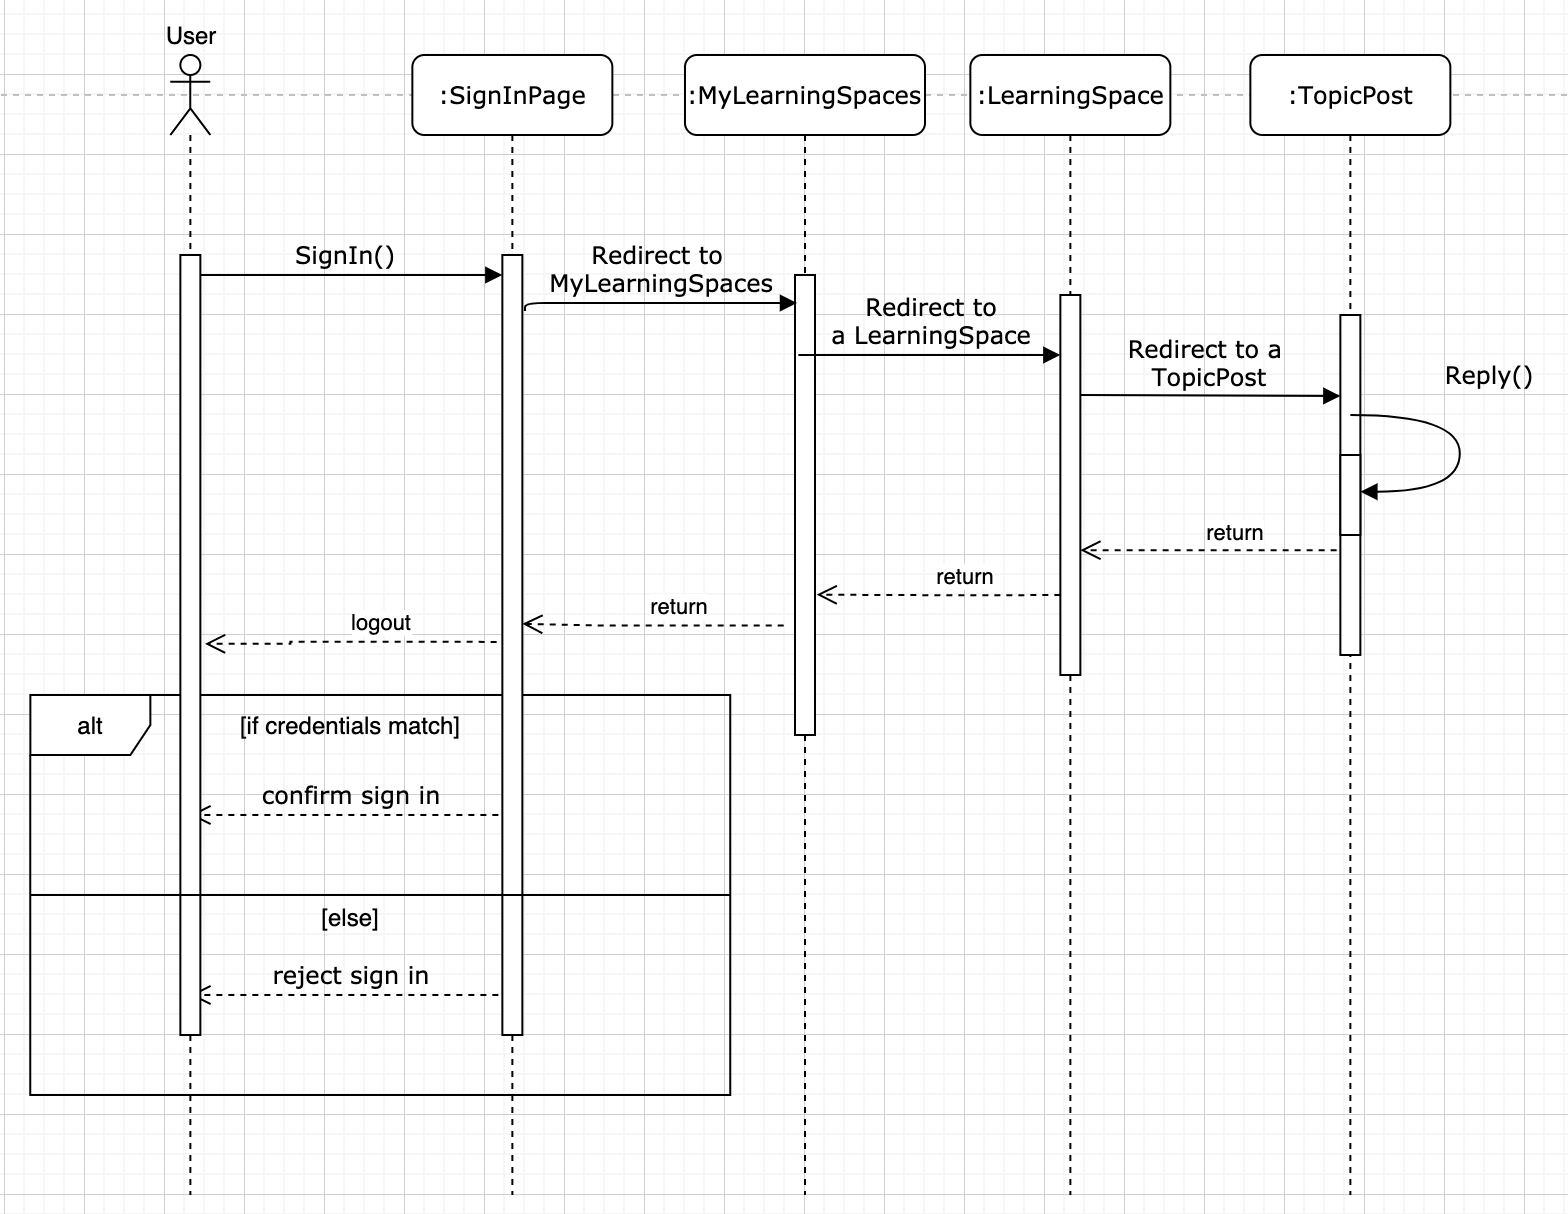 User
:SignInPage
:MyLearningSpaces
:LearningSpace
:TopicPost
SignIn()
Redirect to
MyLearningSpaces
Redirect to
a LearningSpace
Redirect to a
TopicPost
Reply()
return
return
return
logout
alt
[if credentials match]
confirm sign in
[else]
reject sign in